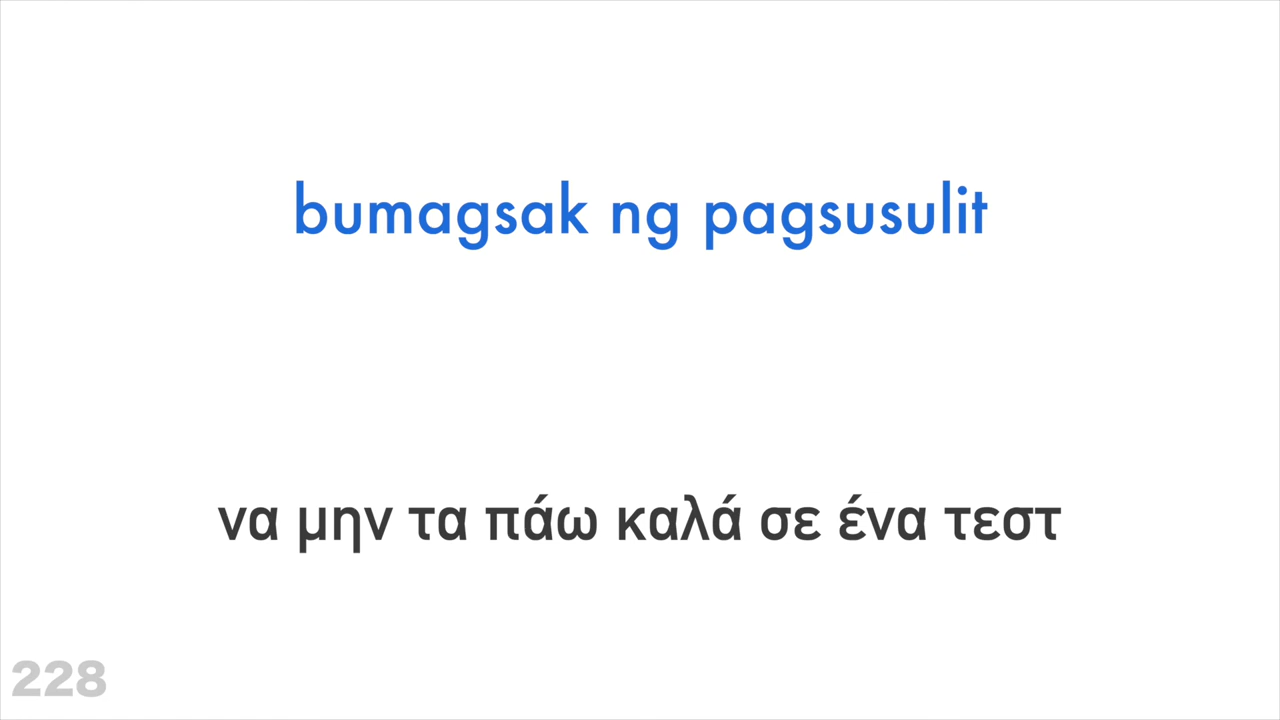 bumagsak ng pagsusulit
να μην τα πάω καλά σε ένα τεστ
228